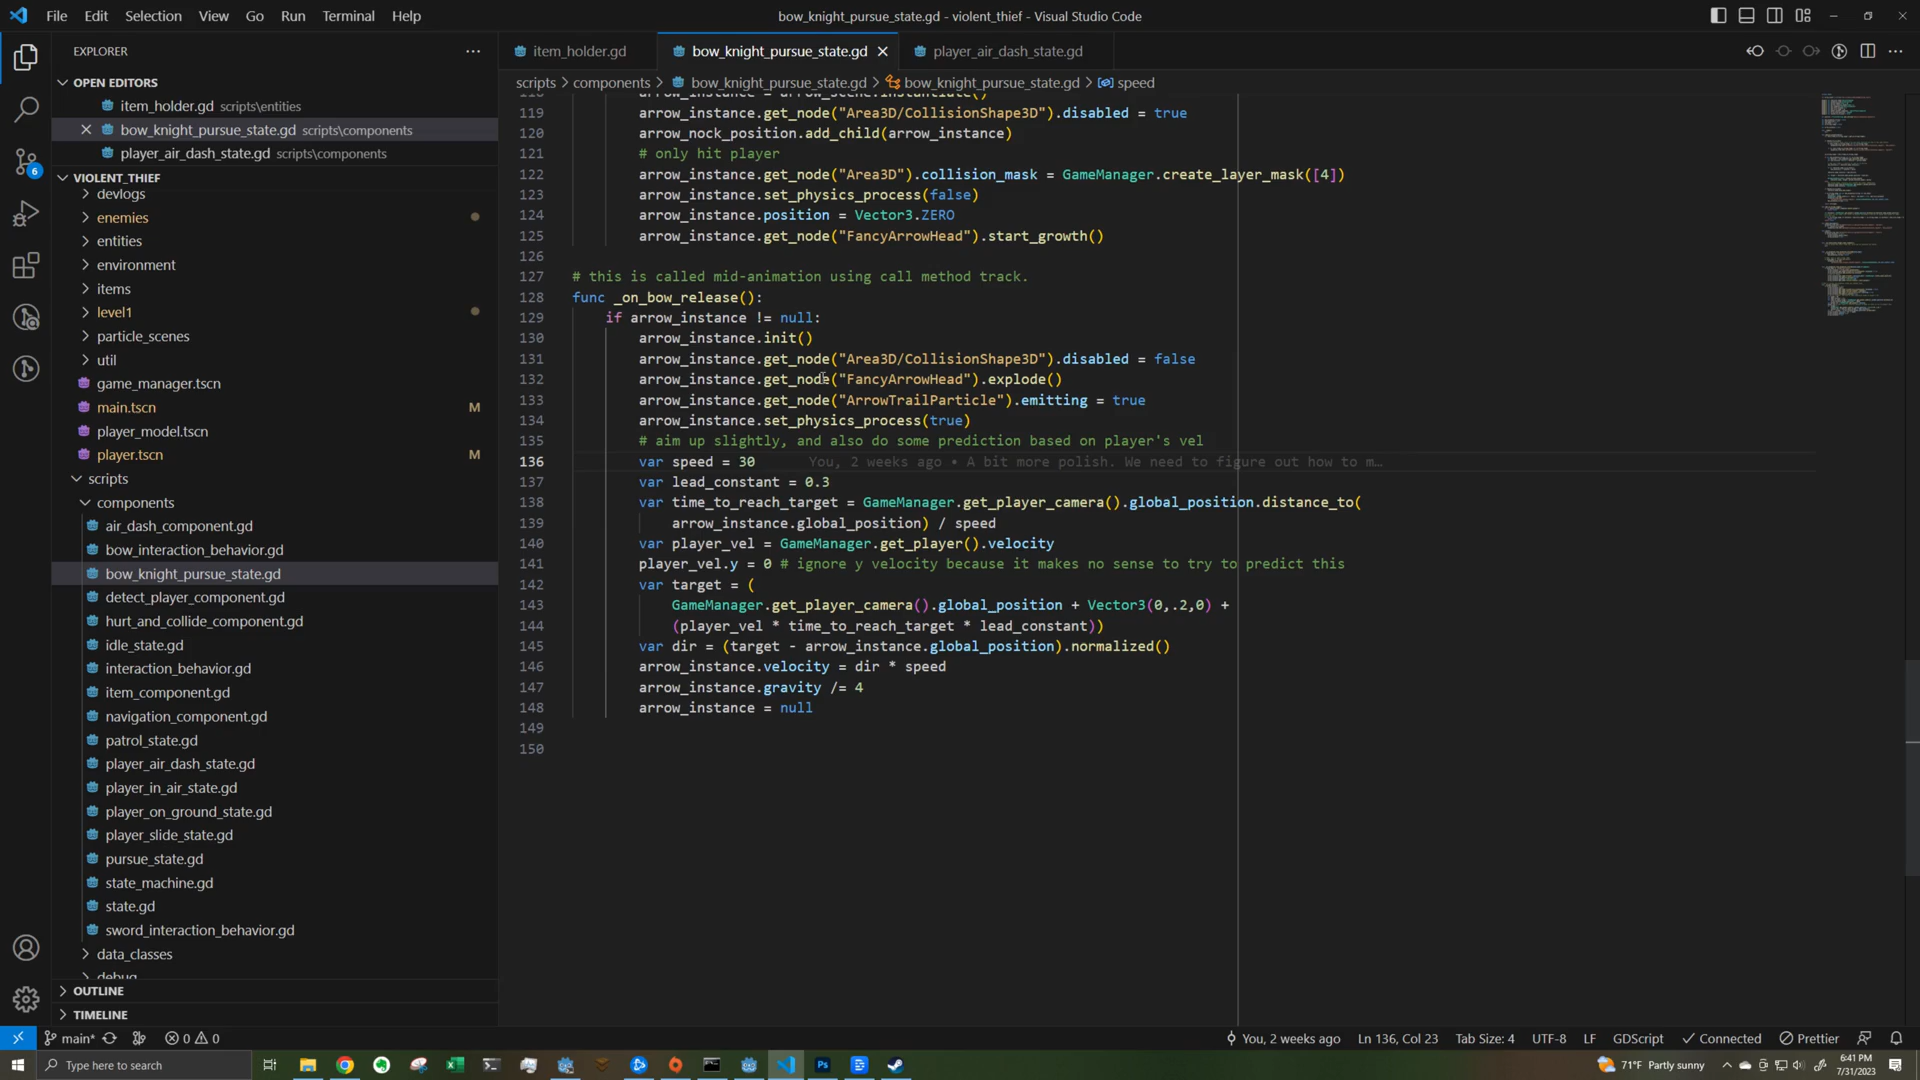 File Edit Selection View Go Run Terminal Help
bow_knight_pursue_state.gd - violent_thief - Visual Studio Code
EXPLORER
item_holder.gd
bow_knight_pursue_state.gd
player_air_dash_state.gd
OPEN EDITORS
item_holder.gd scripts\entities
bow_knight_pursue_state.gd scripts\components
player_air_dash_state.gd scripts\components
VIOLENT_THIEF
devlogs
enemies
entities
environment
items
level1
particle_scenes
util
game_manager.tscn
main.tscn M
player_model.tscn
player.tscn M
scripts
components
air_dash_component.gd
bow_interaction_behavior.gd
bow_knight_pursue_state.gd
detect_player_component.gd
hurt_and_collide_component.gd
idle_state.gd
interaction_behavior.gd
item_component.gd
navigation_component.gd
patrol_state.gd
player_air_dash_state.gd
player_in_air_state.gd
player_on_ground_state.gd
player_slide_state.gd
pursue_state.gd
state_machine.gd
state.gd
sword_interaction_behavior.gd
data_classes
debug
OUTLINE
TIMELINE
6
scripts > components > bow_knight_pursue_state.gd > bow_knight_pursue_state.gd > speed
118 arrow_instance = arrow_scene.instantiate()
119 arrow_instance.get_node("Area3D/CollisionShape3D").disabled = true
120 arrow_nock_position.add_child(arrow_instance)
121 # only hit player
122 arrow_instance.get_node("Area3D").collision_mask = GameManager.create_layer_mask([4])
123 arrow_instance.set_physics_process(false)
124 arrow_instance.position = Vector3.ZERO
125 arrow_instance.get_node("FancyArrowHead").start_growth()
126
127 # this is called mid-animation using call method track.
128 func _on_bow_release():
129 if arrow_instance != null:
130 arrow_instance.init()
131 arrow_instance.get_node("Area3D/CollisionShape3D").disabled = false
132 arrow_instance.get_node("FancyArrowHead").explode()
133 arrow_instance.get_node("ArrowTrailParticle").emitting = true
134 arrow_instance.set_physics_process(true)
135 # aim up slightly, and also do some prediction based on player's vel
136 var speed = 30 You, 2 weeks ago • A bit more polish. We need to figure out how to m…
137 var lead_constant = 0.3
138 var time_to_reach_target = GameManager.get_player_camera().global_position.distance_to(
139 arrow_instance.global_position) / speed
140 var player_vel = GameManager.get_player().velocity
141 player_vel.y = 0 # ignore y velocity because it makes no sense to try to predict this
142 var target = (
143 GameManager.get_player_camera().global_position + Vector3(0,.2,0) +
144 (player_vel * time_to_reach_target * lead_constant))
145 var dir = (target - arrow_instance.global_position).normalized()
146 arrow_instance.velocity = dir * speed
147 arrow_instance.gravity /= 4
148 arrow_instance = null
149
150
main* 0 0 You, 2 weeks ago Ln 136, Col 23 Tab Size: 4 UTF-8 LF GDScript Connected Prettier
Type here to search
71°F Partly sunny
6:41 PM
7/31/2023